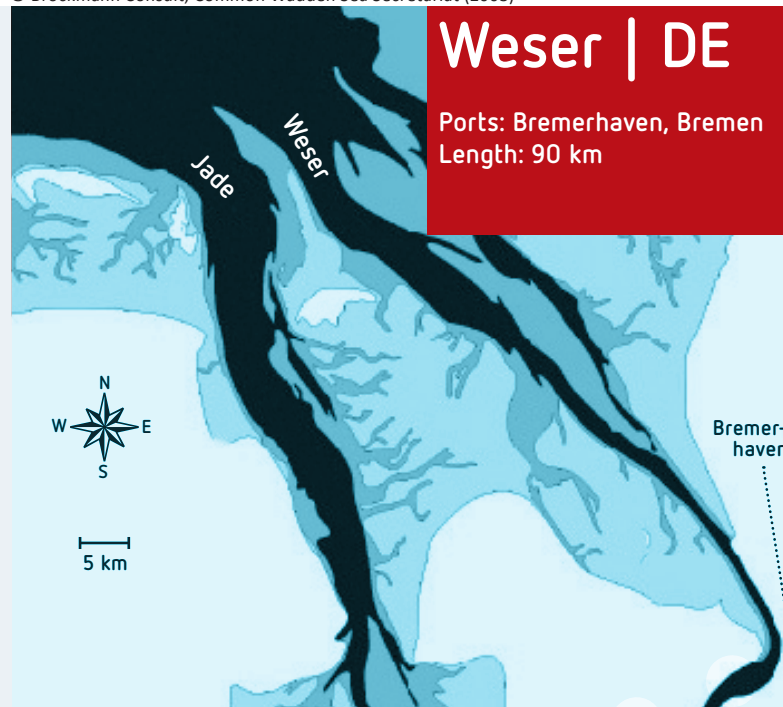 Weser | DE
Ports: Bremerhaven, Bremen
Length: 90 km
Weser
Jade
N
W
E
S
5 km
Bremer-
haven